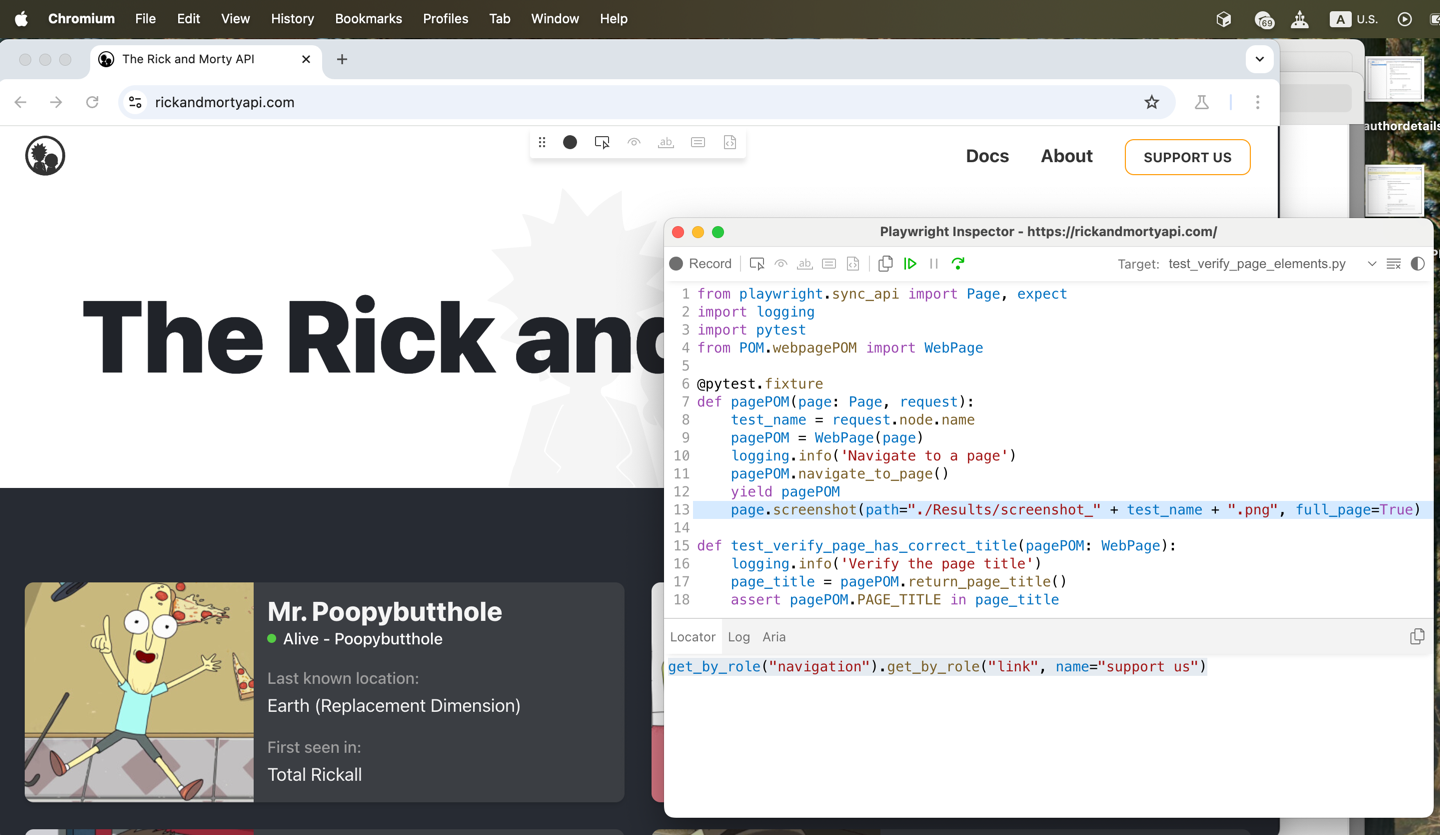 Chromium File Edit View History Bookmarks Profiles Tab Window Help
69
A U.S.
The Rick and Morty API
rickandmortyapi.com
authordetails
ab
Docs About SUPPORT US
The Rick and
Playwright Inspector - https://rickandmortyapi.com/
Record
ab
Target: test_verify_page_elements.py
1 from playwright.sync_api import Page, expect
2 import logging
3 import pytest
4 from POM.webpagePOM import WebPage
5
6 @pytest.fixture
7 def pagePOM(page: Page, request):
8     test_name = request.node.name
9     pagePOM = WebPage(page)
10     logging.info('Navigate to a page')
11     pagePOM.navigate_to_page()
12     yield pagePOM
13     page.screenshot(path="./Results/screenshot_" + test_name + ".png", full_page=True)
14
15 def test_verify_page_has_correct_title(pagePOM: WebPage):
16     logging.info('Verify the page title')
17     page_title = pagePOM.return_page_title()
18     assert pagePOM.PAGE_TITLE in page_title
Locator Log Aria
get_by_role("navigation").get_by_role("link", name="support us")
Mr. Poopybutthole
Alive - Poopybutthole
Last known location:
Earth (Replacement Dimension)
First seen in:
Total Rickall